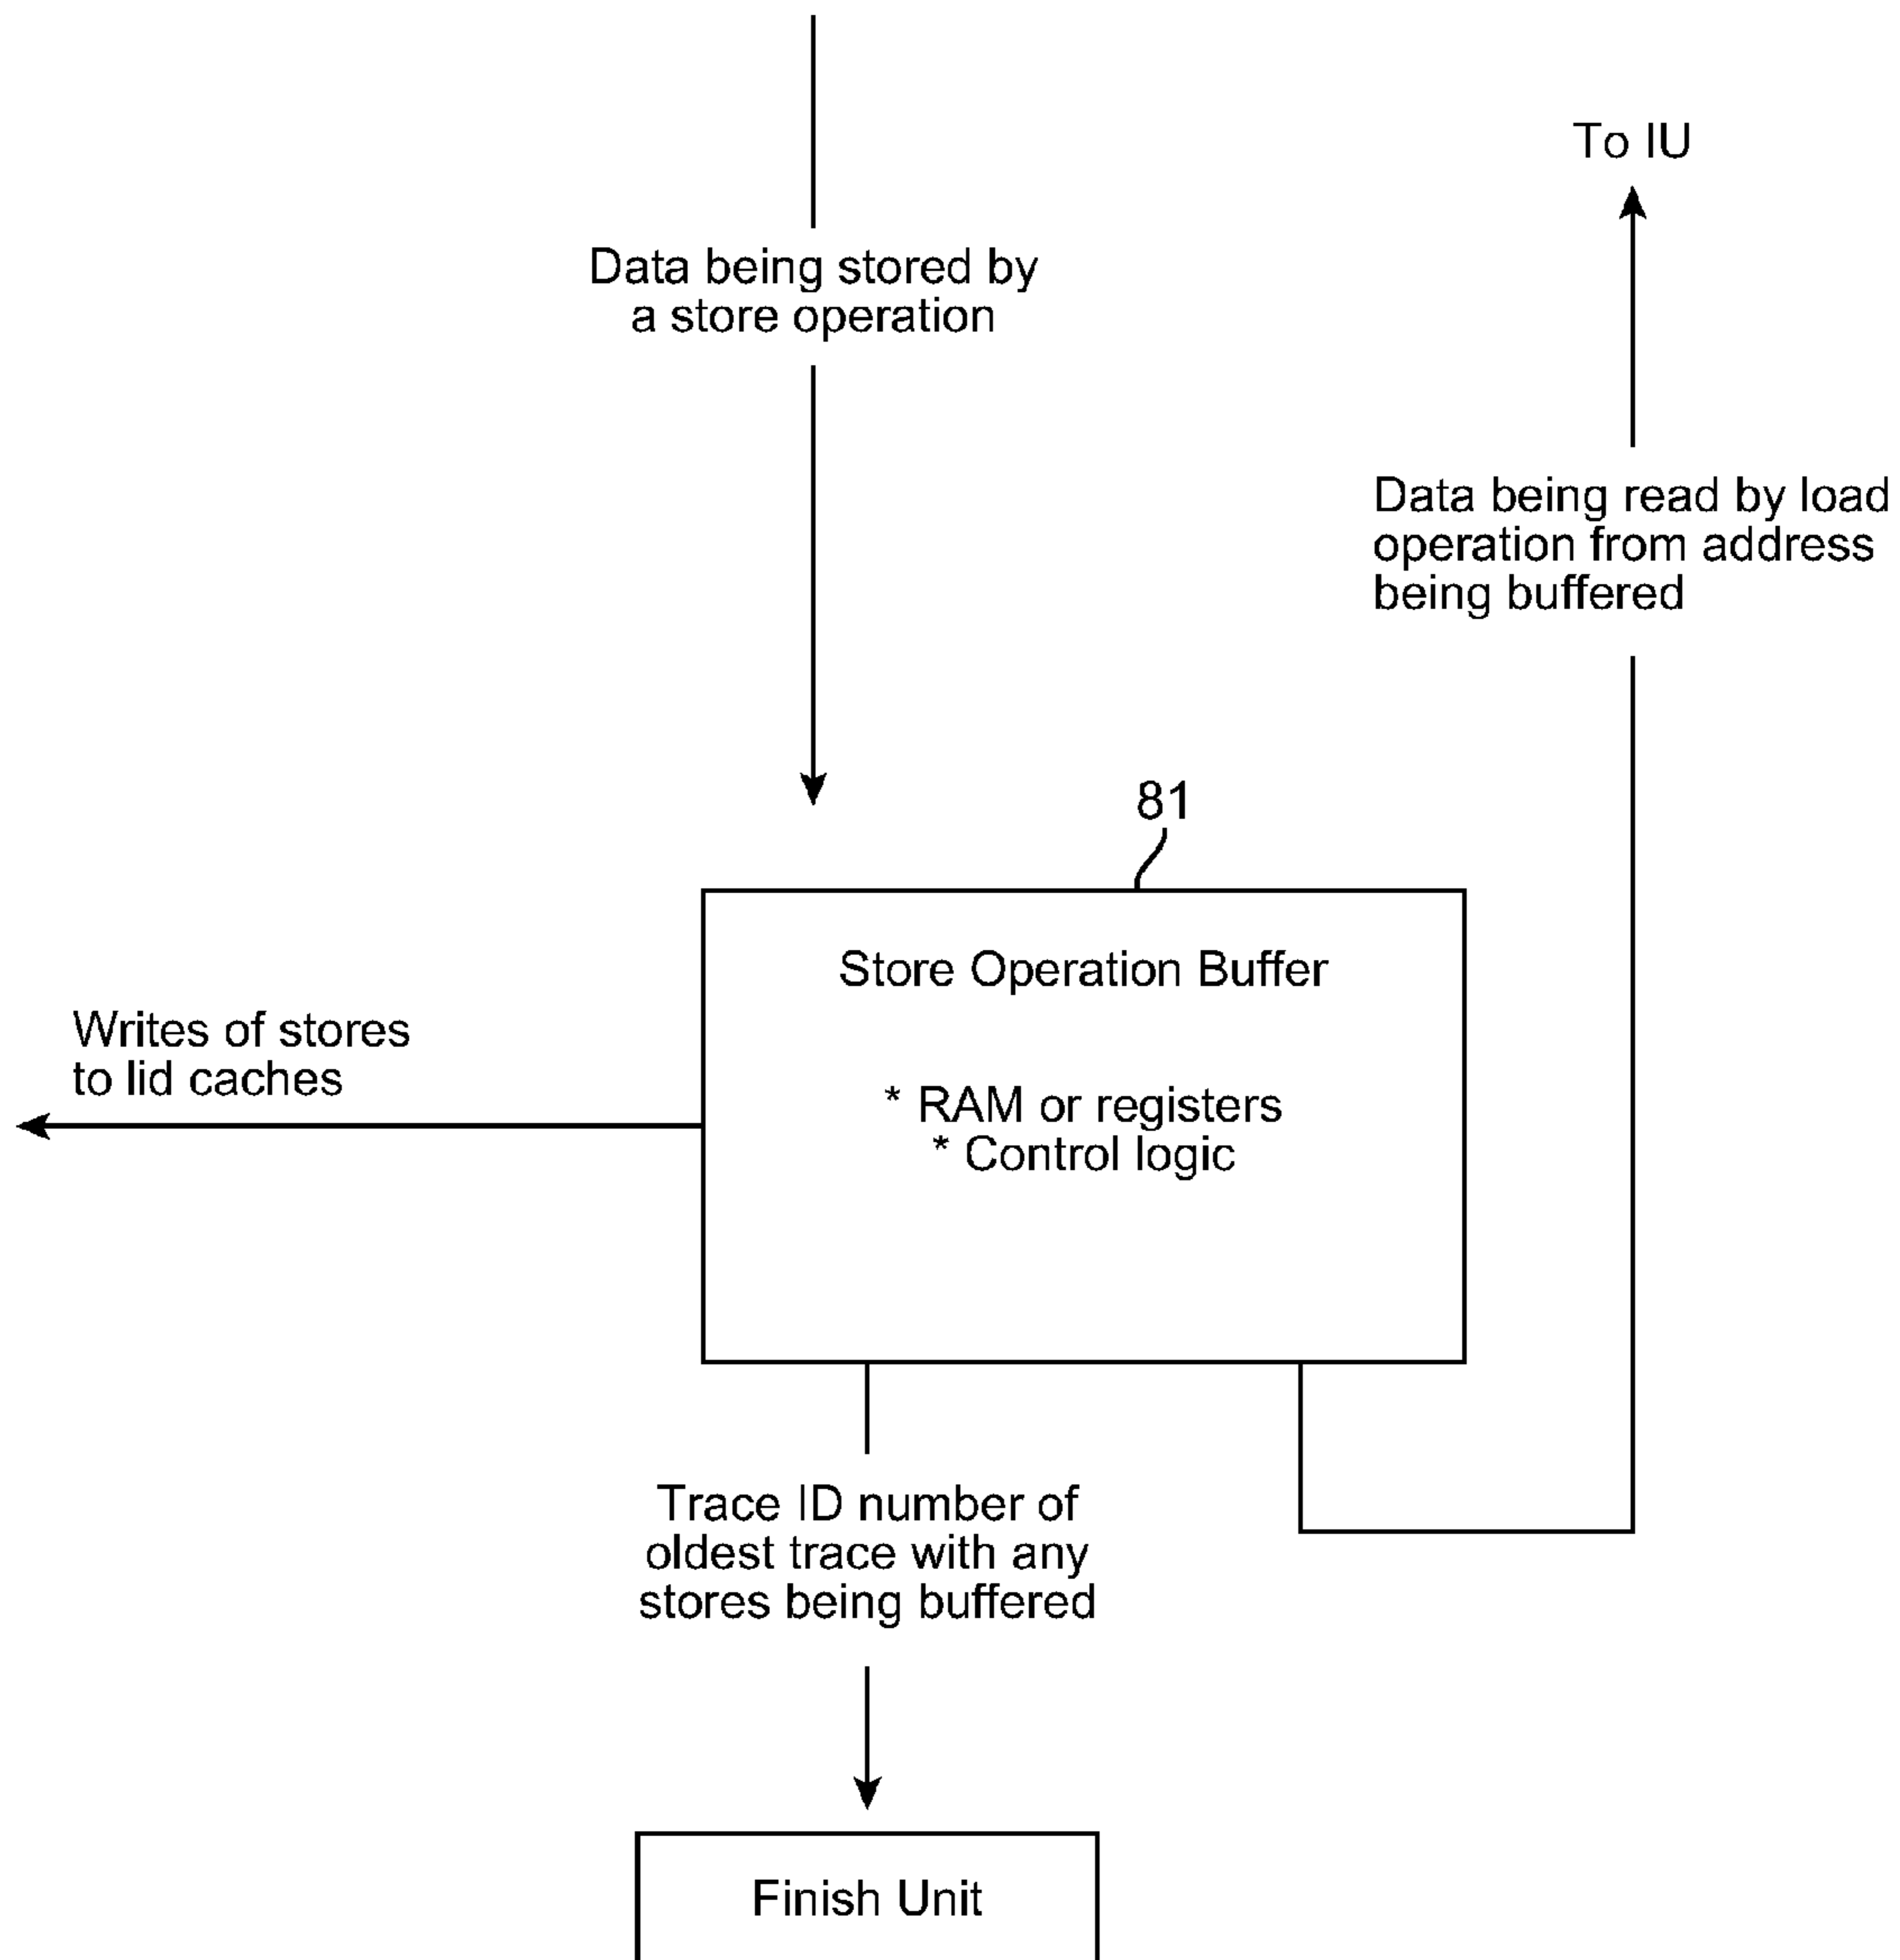 To IU
Data being stored by
a store operation
Data being read by load
operation from address
being buffered
81
Store Operation Buffer
* RAM or registers
* Control logic
Writes of stores
to lid caches
Trace ID number of
oldest trace with any
stores being buffered
Finish Unit